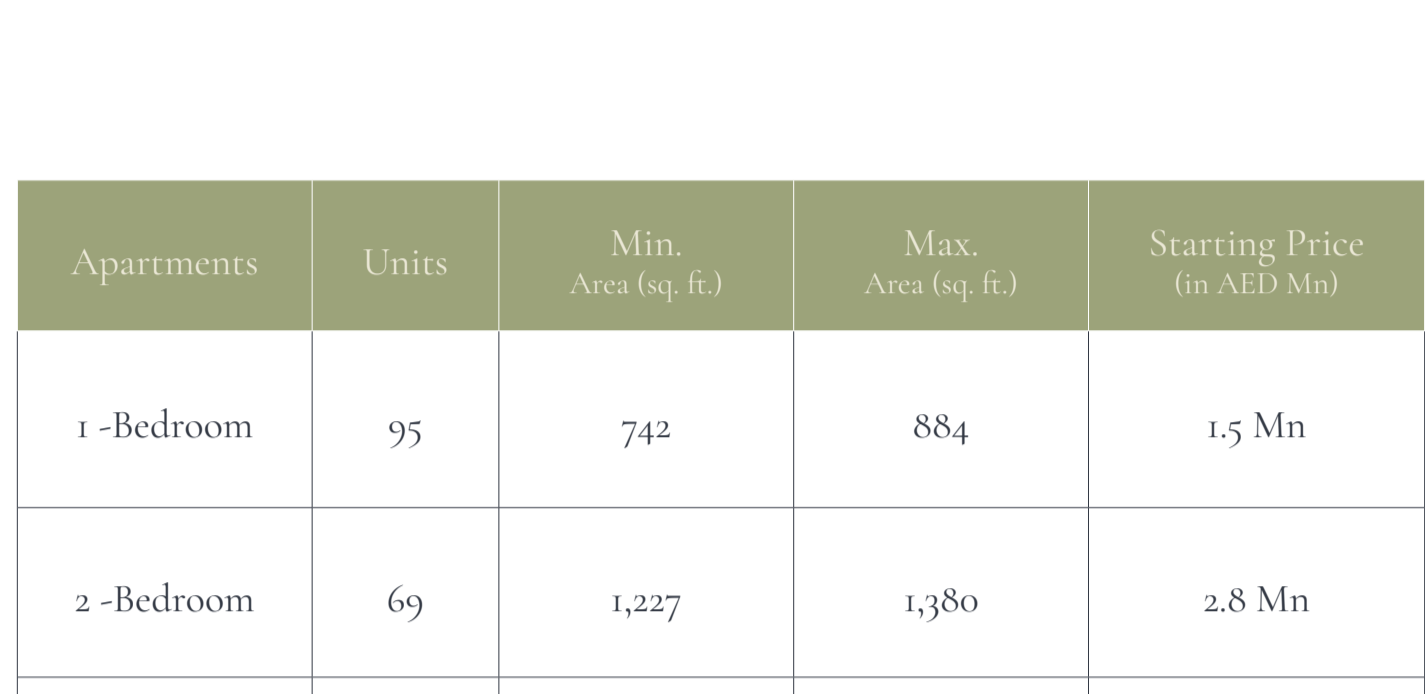 Apartments Units Min. Area (sq. ft.) Max. Area (sq. ft.) Starting Price (in AED Mn)
1 -Bedroom 95 742 884 1.5 Mn
2 -Bedroom 69 1,227 1,380 2.8 Mn